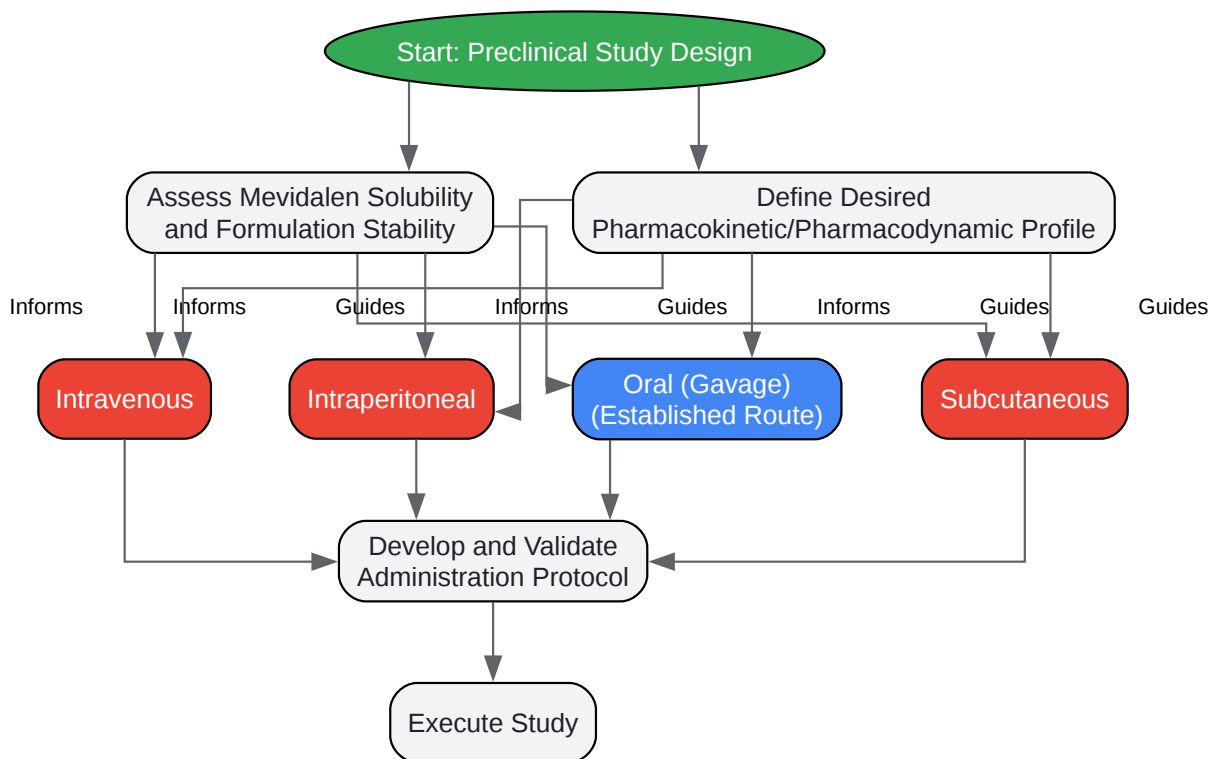 Start: Preclinical Study Design
Assess Mevidalen Solubility
and Formulation Stability
Define Desired
Pharmacokinetic/Pharmacodynamic Profile
Informs
Informs
Guides
Informs
Guides
Informs
Guides
Guides
Intravenous
Intraperitoneal
Oral (Gavage)
(Established Route)
Subcutaneous
Develop and Validate
Administration Protocol
Execute Study